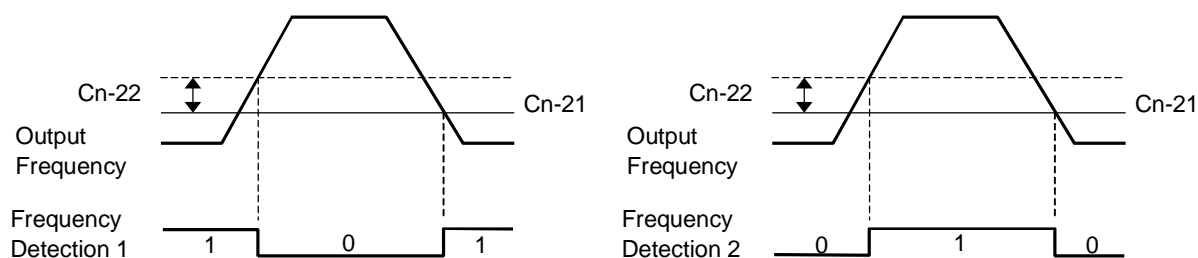 Cn-22
Cn-21
Output
Frequency
Frequency
Detection 1
1
0
1
Cn-22
Cn-21
Output
Frequency
Frequency
Detection 2
0
1
0